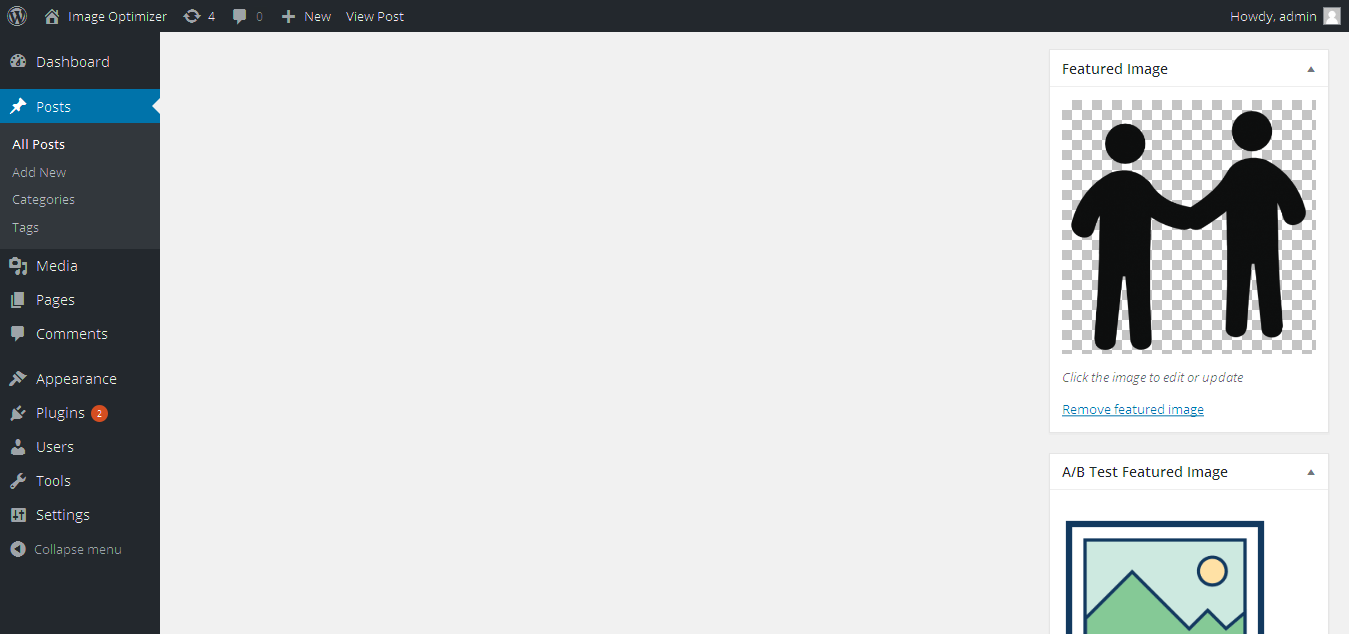 Image Optimizer 4 0 New View Post Howdy, admin
Dashboard
Posts
All Posts
Add New
Categories
Tags
Media
Pages
Comments
Appearance
Plugins 2
Users
Tools
Settings
Collapse menu
Featured Image
Click the image to edit or update
Remove featured image
A/B Test Featured Image